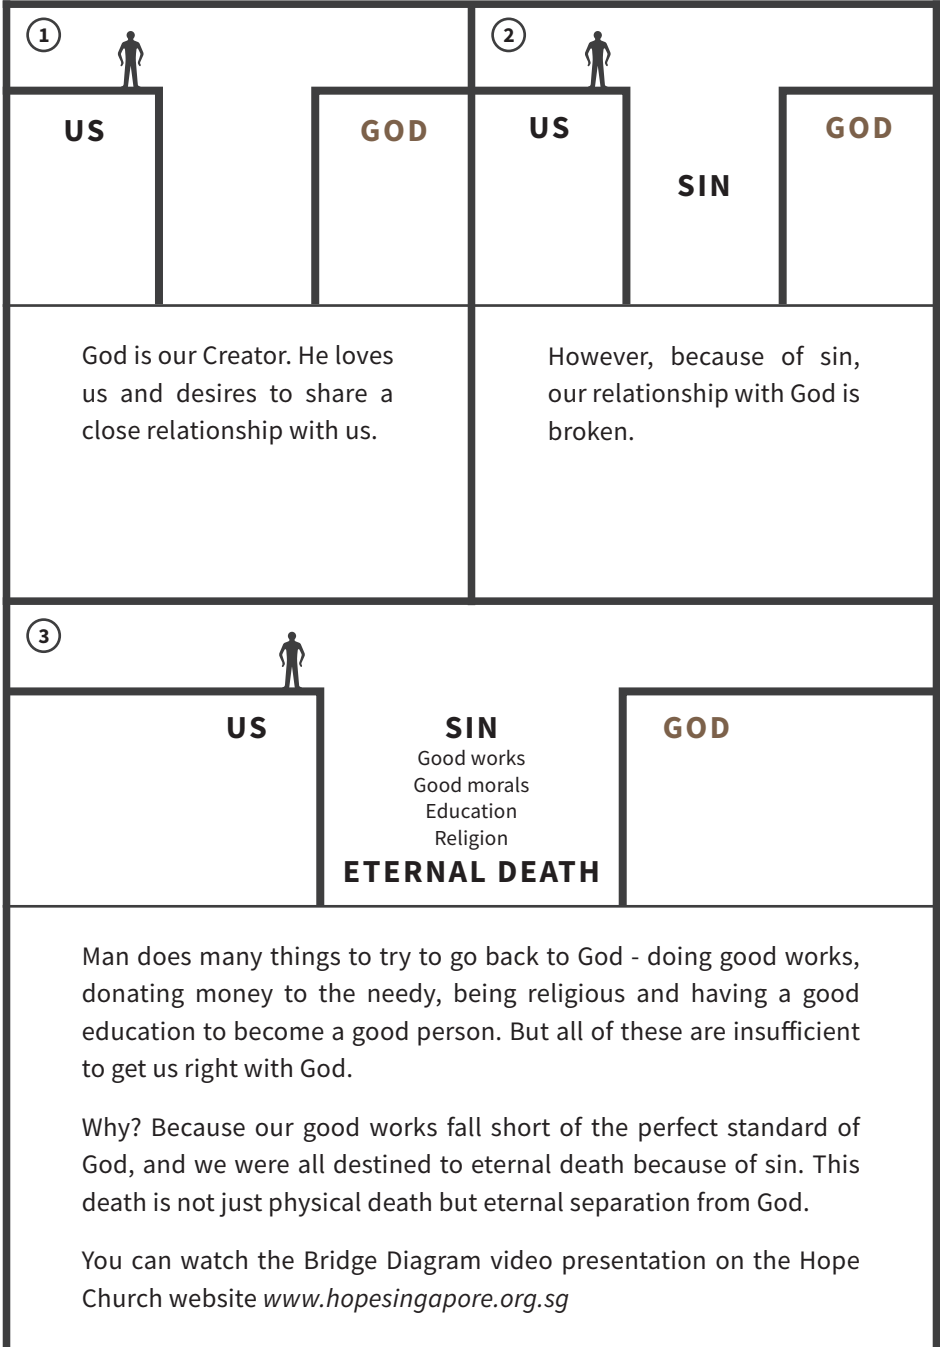 1
US
GOD
God is our Creator. He loves
us and desires to share a
close relationship with us.
2
US
SIN
GOD
However, because of sin,
our relationship with God is
broken.
3
US
SIN
GOD
Good works
Good morals
Education
Religion
ETERNAL DEATH
Man does many things to try to go back to God - doing good works,
donating money to the needy, being religious and having a good
education to become a good person. But all of these are insufficient
to get us right with God.
Why? Because our good works fall short of the perfect standard of
God, and we were all destined to eternal death because of sin. This
death is not just physical death but eternal separation from God.
You can watch the Bridge Diagram video presentation on the Hope
Church website www.hopesingapore.org.sg